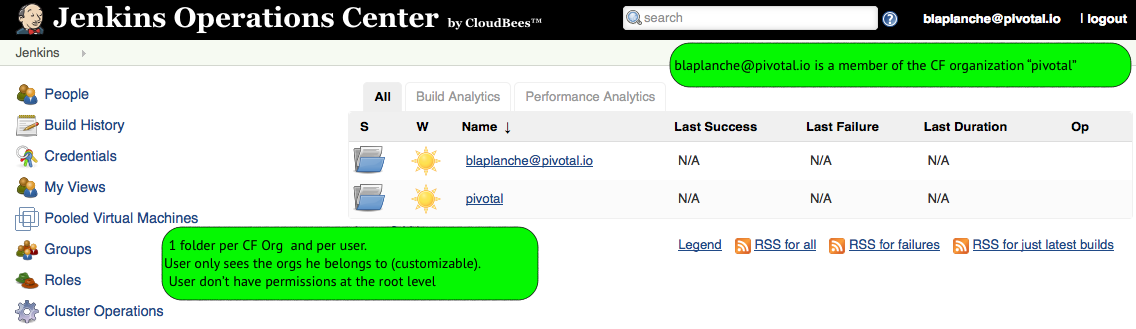 Jenkins Operations Center by CloudBees™
search
blaplanche@pivotal.io
| logout
Jenkins
blaplanche@pivotal.io is a member of the CF organization "pivotal"
People
Build History
Credentials
My Views
Pooled Virtual Machines
Groups
Roles
Cluster Operations
All Build Analytics Performance Analytics
S W Name ↓ Last Success Last Failure Last Duration Op
blaplanche@pivotal.io N/A N/A N/A
pivotal N/A N/A N/A
Legend RSS for all RSS for failures RSS for just latest builds
1 folder per CF Org and per user.
User only sees the orgs he belongs to (customizable).
User don't have permissions at the root level